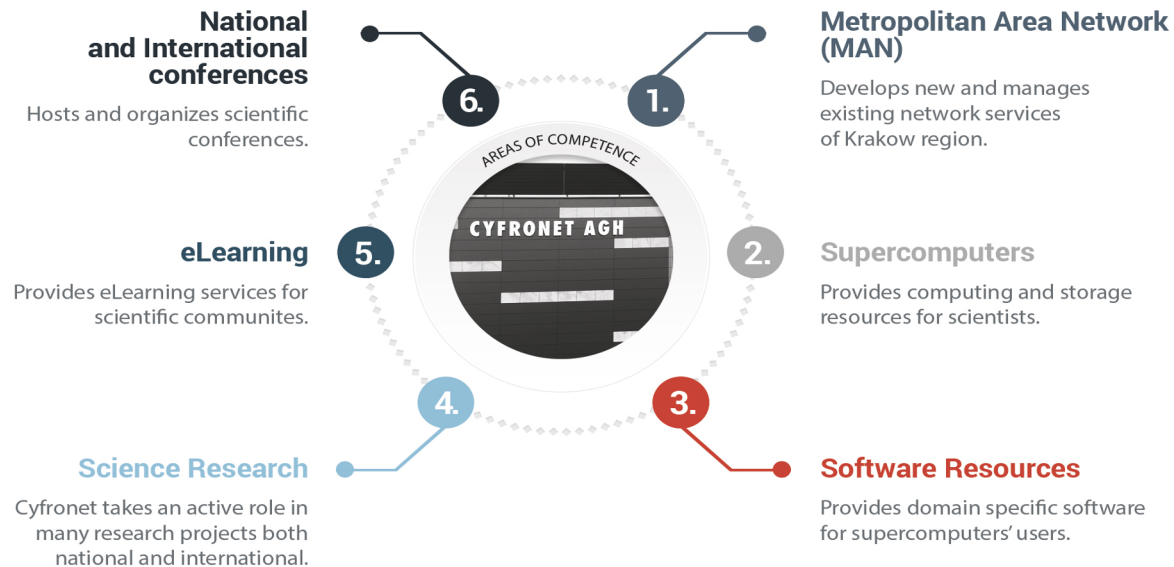 National
and International
conferences
Hosts and organizes scientific
conferences.
6.
1.
Metropolitan Area Network
(MAN)
Develops new and manages
existing network services
of Krakow region.
AREAS OF COMPETENCE
CYFRONET AGH
eLearning
Provides eLearning services for
scientific communites.
5.
2.
Supercomputers
Provides computing and storage
resources for scientists.
4.
3.
Science Research
Cyfronet takes an active role in
many research projects both
national and international.
Software Resources
Provides domain specific software
for supercomputers’ users.